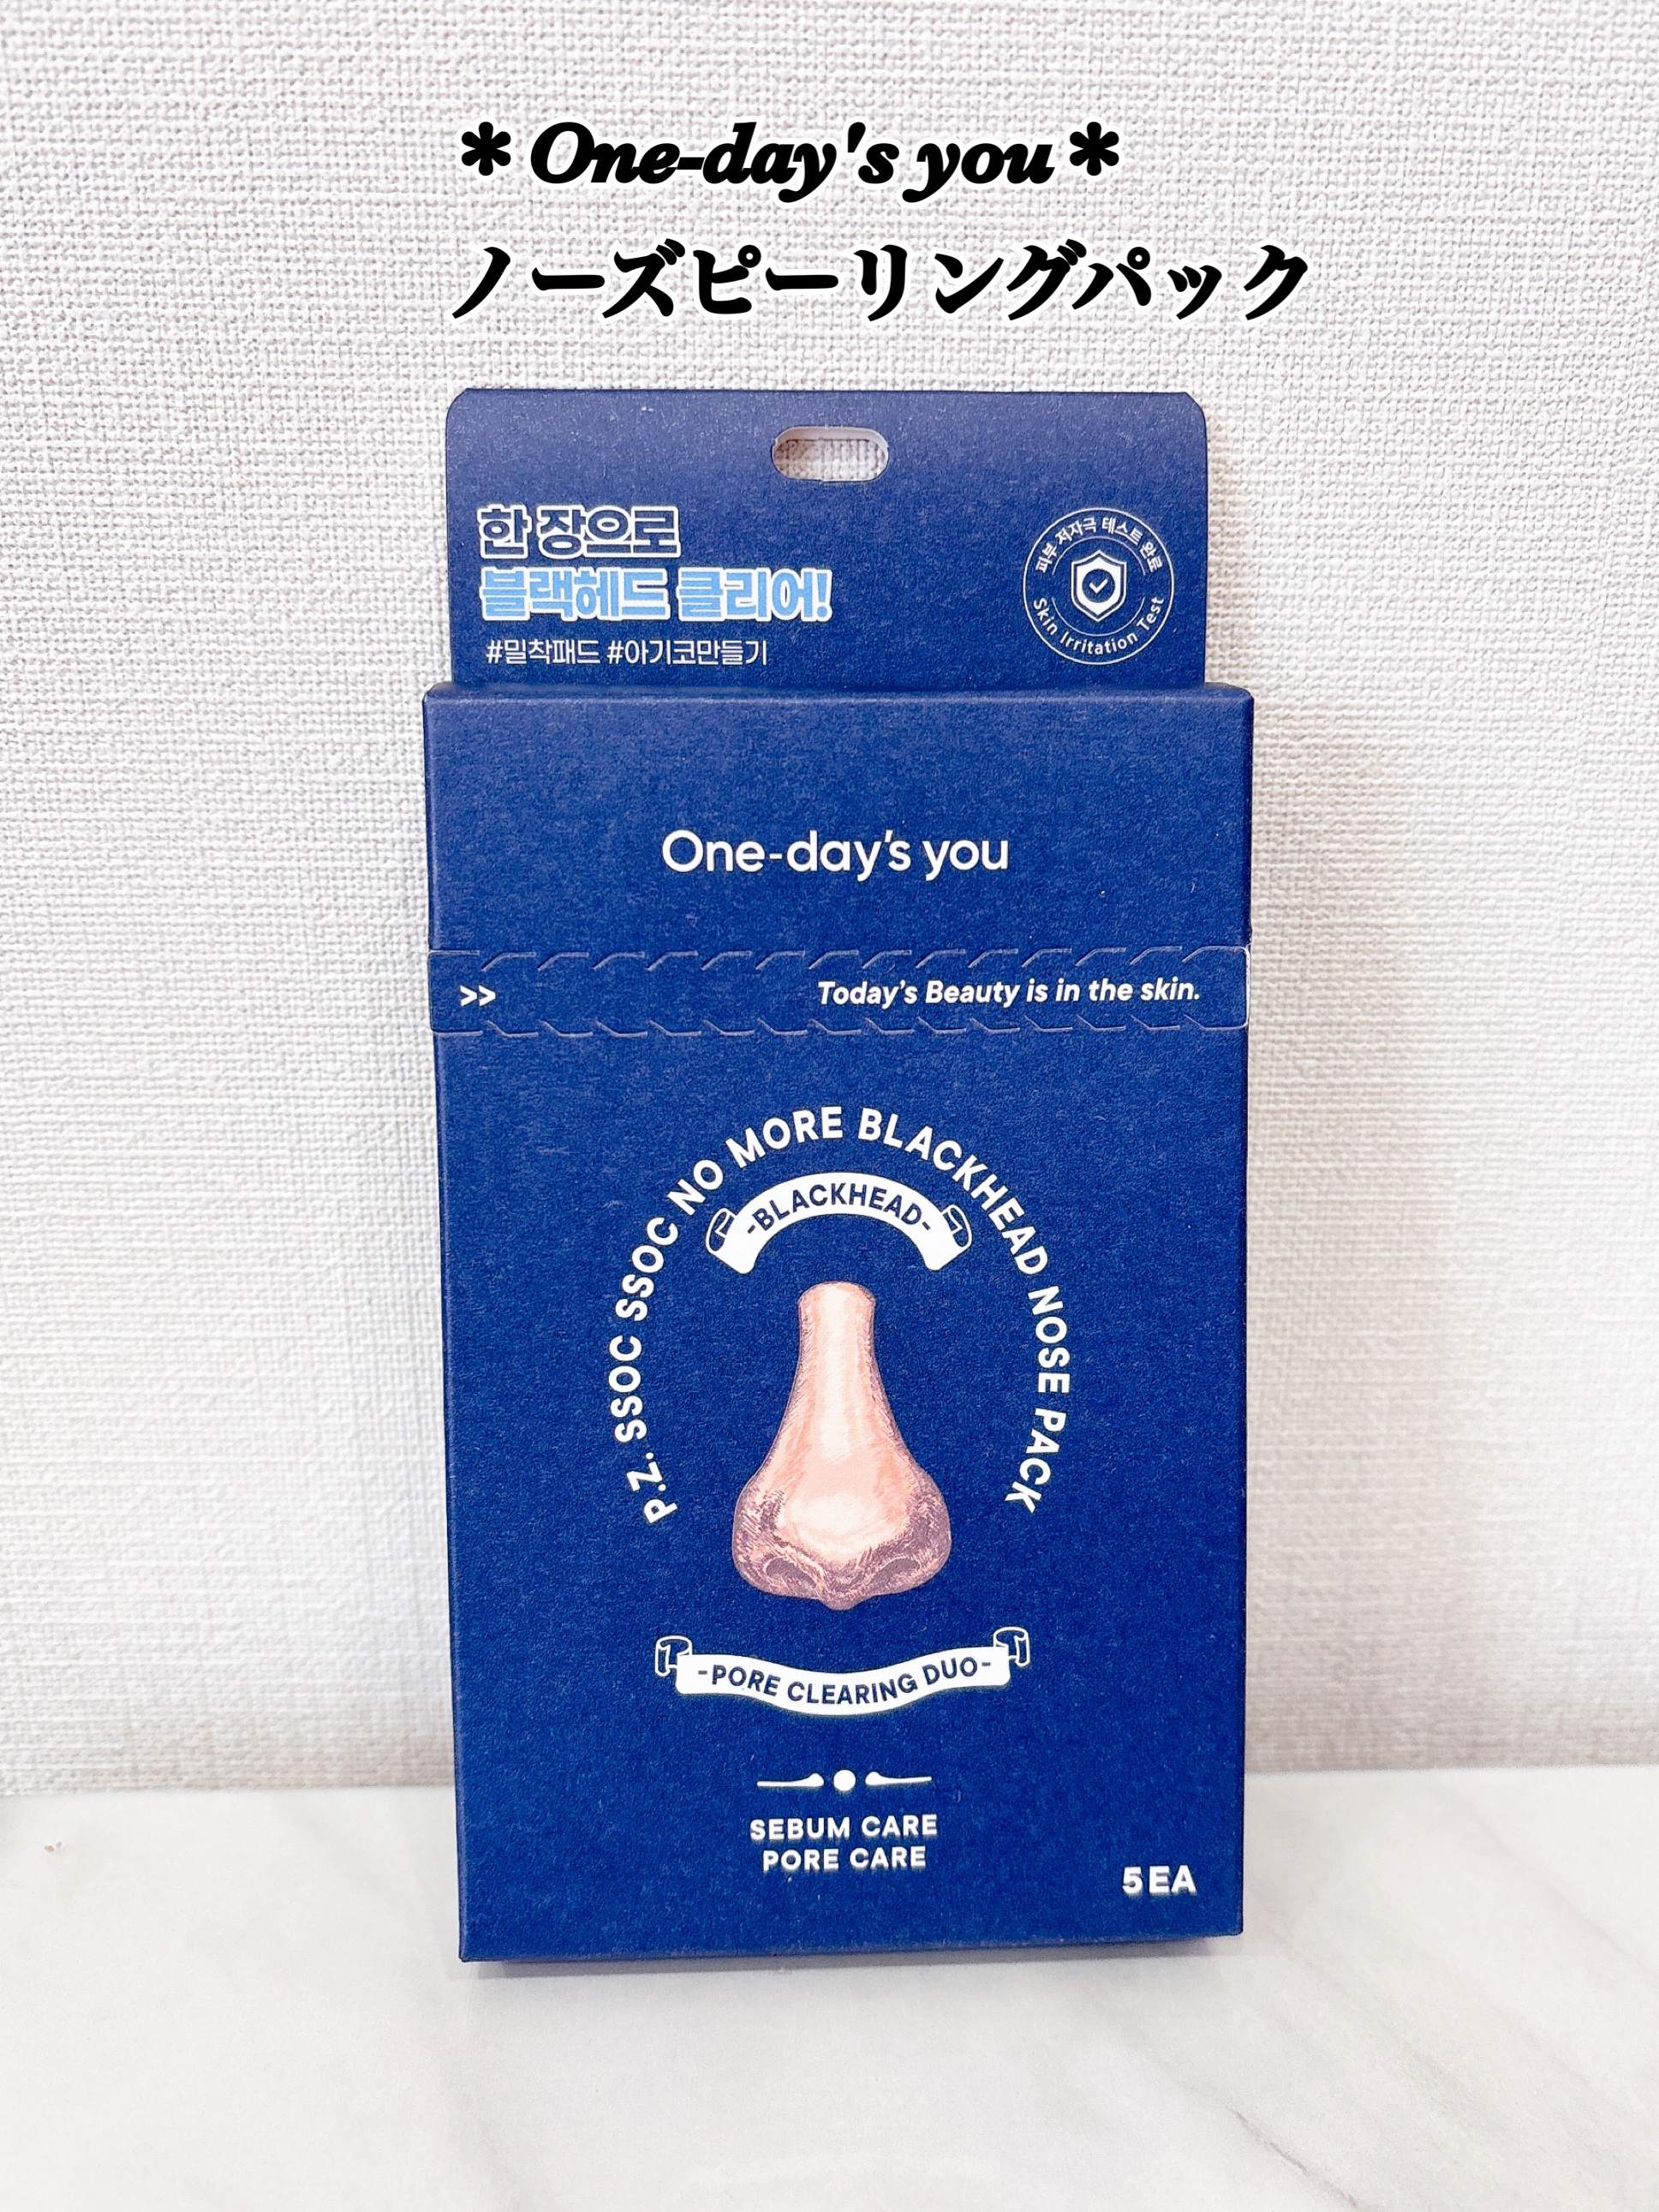 ＊One-day's you＊
ノーズピーリングパック
한 장으로
블랙헤드 클리어!
#밀착패드 #아기코만들기
피부 저자극 테스트 완료
Skin Irritation Test
One-day's you
>>
Today's Beauty is in the skin.
P.Z. SSOC SSOC NO MORE BLACKHEAD NOSE PACK
-BLACKHEAD-
-PORE CLEARING DUO-
SEBUM CARE
PORE CARE
5 EA